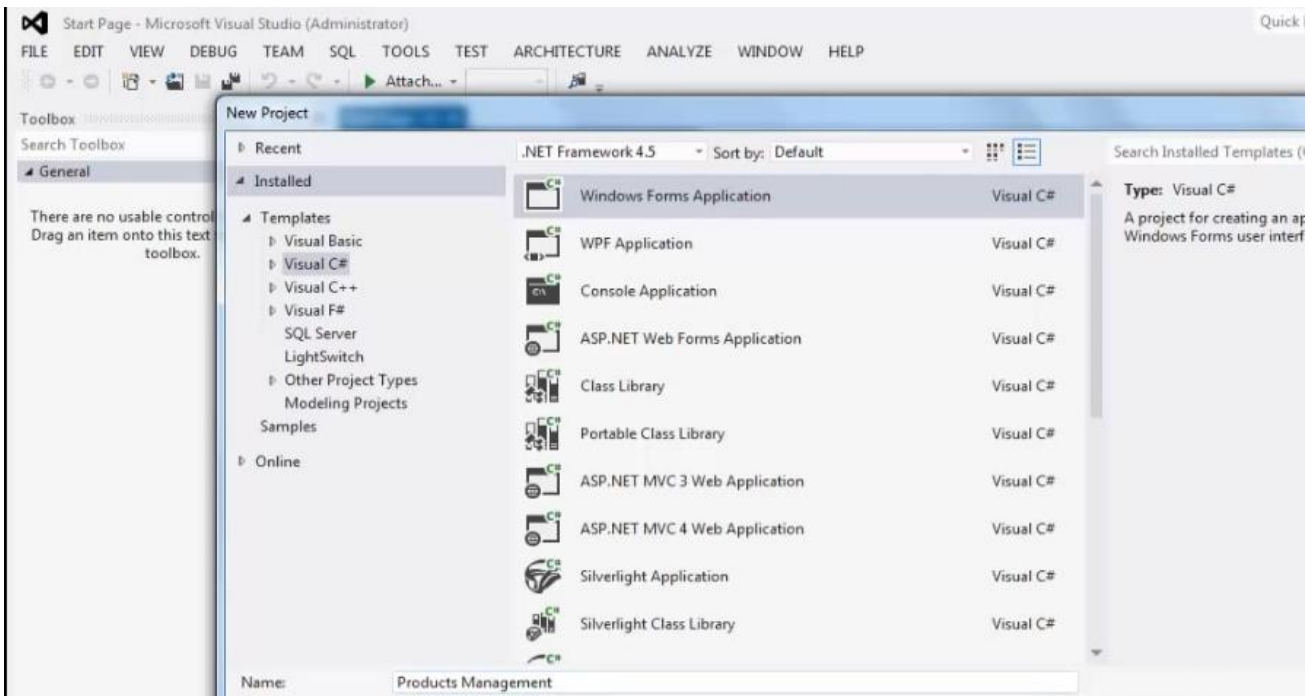 Start Page - Microsoft Visual Studio (Administrator)
Quick
FILE EDIT VIEW DEBUG TEAM SQL TOOLS TEST ARCHITECTURE ANALYZE WINDOW HELP
Attach...
Toolbox
Search Toolbox
General
There are no usable control
Drag an item onto this text
toolbox.
New Project
Recent
Installed
Templates
Visual Basic
Visual C#
Visual C++
Visual F#
SQL Server
LightSwitch
Other Project Types
Modeling Projects
Samples
Online
.NET Framework 4.5 Sort by: Default
Windows Forms Application Visual C#
WPF Application Visual C#
Console Application Visual C#
ASP.NET Web Forms Application Visual C#
Class Library Visual C#
Portable Class Library Visual C#
ASP.NET MVC 3 Web Application Visual C#
ASP.NET MVC 4 Web Application Visual C#
Silverlight Application Visual C#
Silverlight Class Library Visual C#
Search Installed Templates (
Type: Visual C#
A project for creating an ap
Windows Forms user interf
Name: Products Management